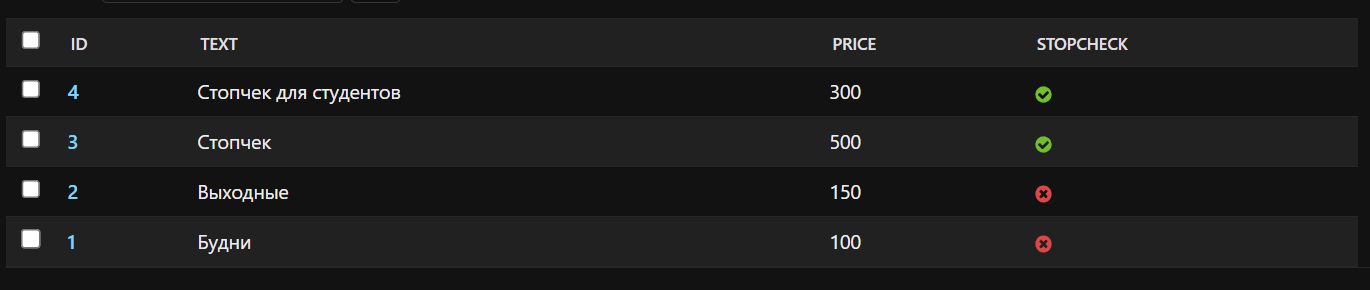 ID TEXT PRICE STOPCHECK
4 Стопчек для студентов 300
3 Стопчек 500
2 Выходные 150
1 Будни 100